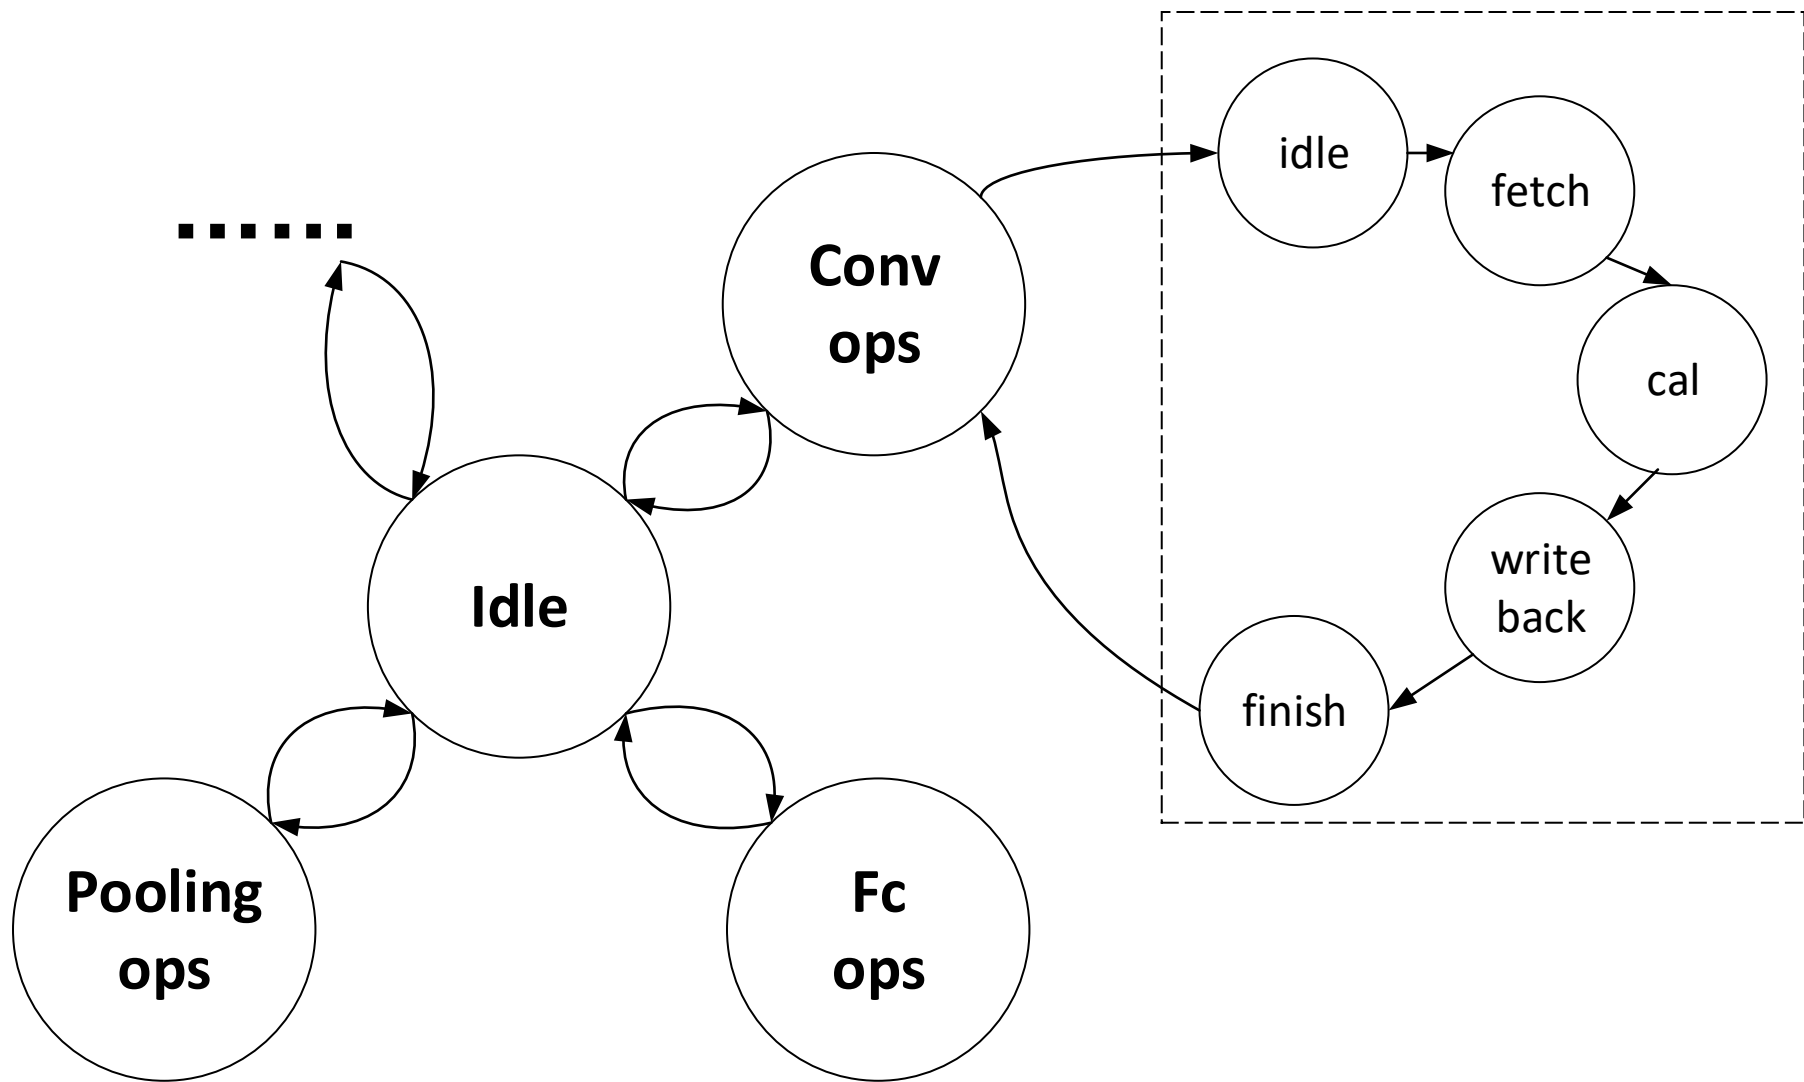 idle
fetch
Conv
ops
cal
Idle
write
back
finish
Pooling
ops
Fc
ops